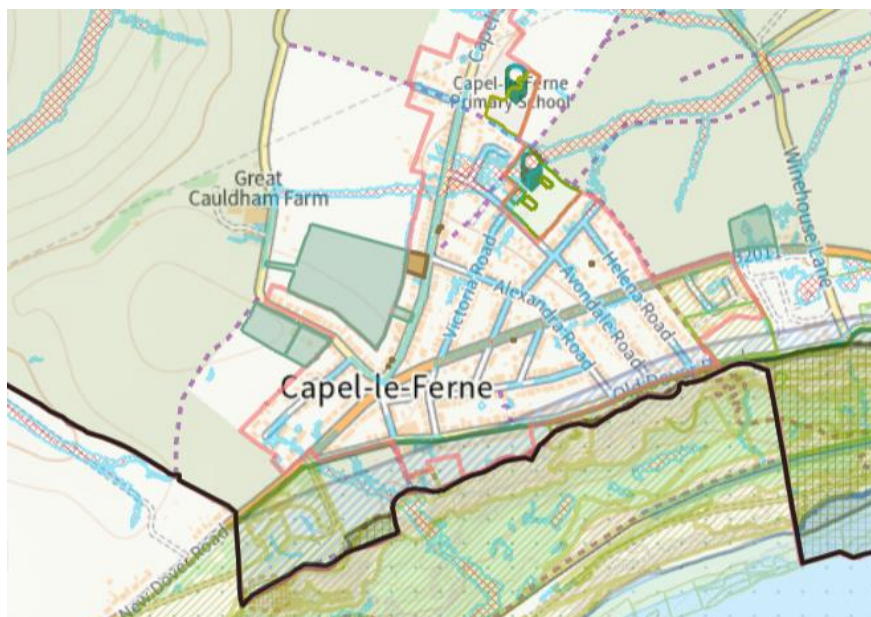 Capel-le-Ferne
Primary School
Great
Cauldham Farm
Winehouse Lane
B2011
Victoria Road
Helena Road
Avondale Road
Alexandra Road
Capel-le-Ferne
New Dover Road